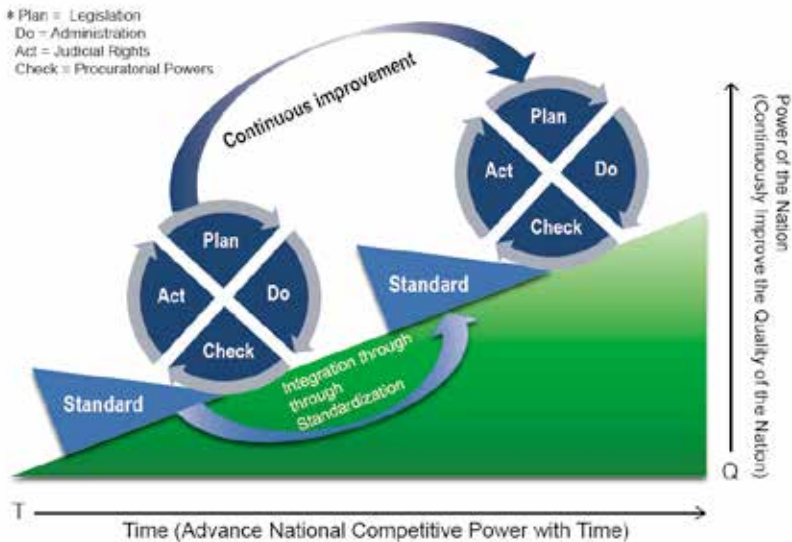 * Plan = Legislation
Do = Administration
Act = Judicial Rights
Check = Procuratorial Powers
Continuous improvement
Plan
Do
Check
Act
Plan
Do
Check
Act
Standard
Standard
Integration through
through
Standardization
Power of the Nation
(Continuously Improve the Quality of the Nation)
Q
T
Time (Advance National Competitive Power with Time)